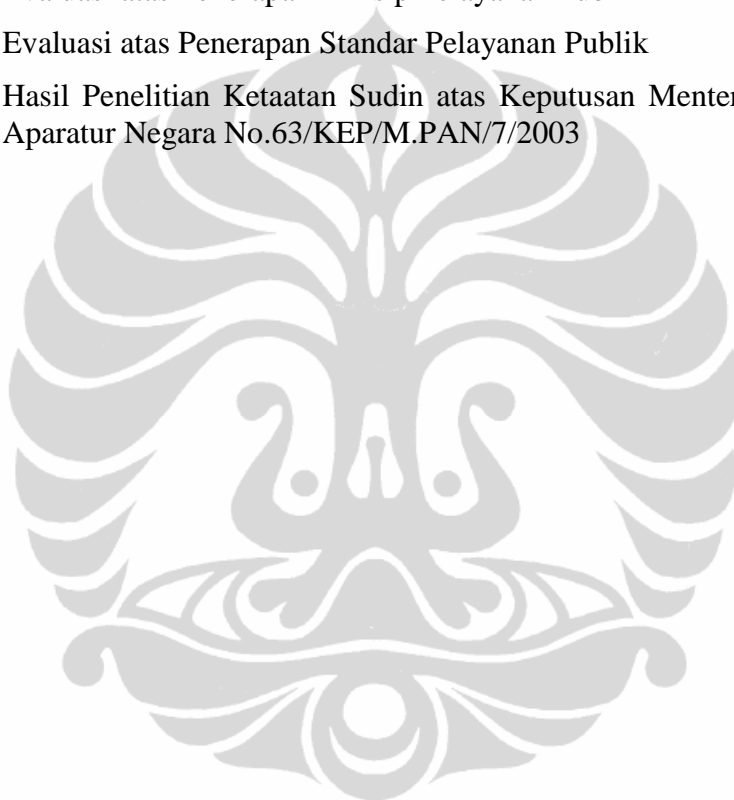 Evaluasi atas Penerapan Standar Pelayanan Publik
Hasil Penelitian Ketaatan Sudin atas Keputusan Menter
Aparatur Negara No.63/KEP/M.PAN/7/2003